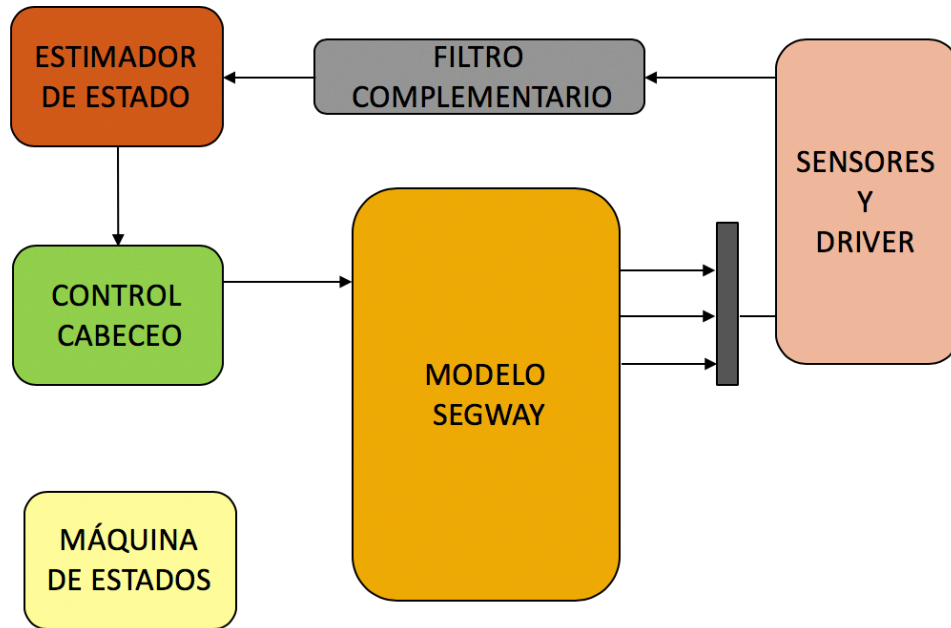 ESTIMADOR
DE ESTADO
FILTRO
COMPLEMENTARIO
SENSORES
Y
DRIVER
CONTROL
CABECEO
MODELO
SEGWAY
MÁQUINA
DE ESTADOS